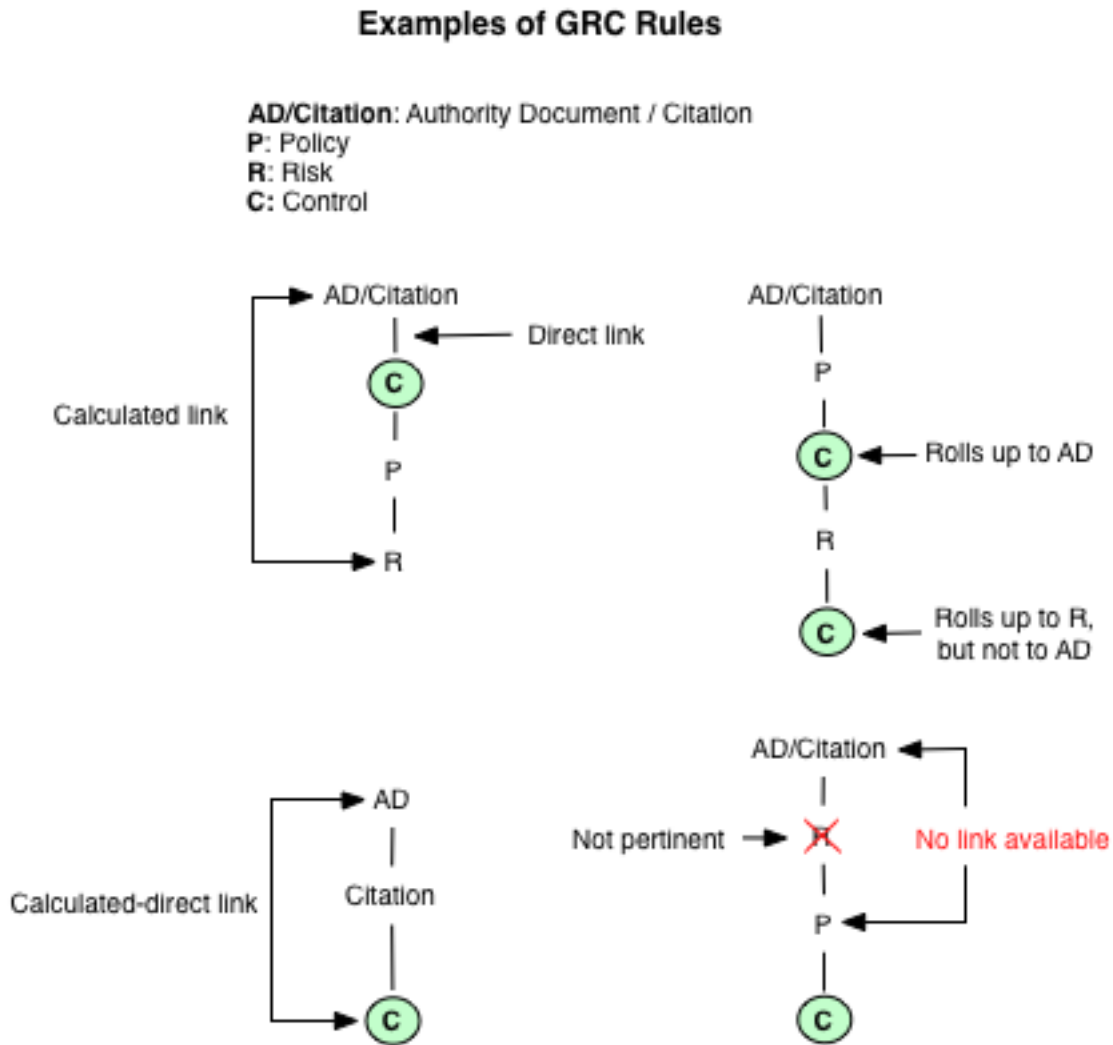 Examples of GRC Rules
AD/Citation: Authority Document / Citation
P: Policy
R: Risk
C: Control
AD/Citation
Direct link
C
Calculated link
P
R
AD/Citation
P
C
Rolls up to AD
R
C
Rolls up to R,
but not to AD
AD
Citation
Calculated-direct link
C
AD/Citation
Not pertinent
R
No link available
P
C